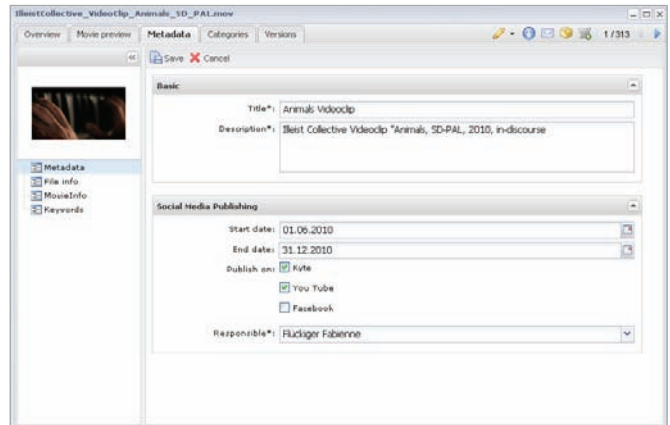 IlleistCollective_VideoClip_Animals_SD_PAL.mov
Overview Movie preview Metadata Categories Versions 1/313
Save Cancel
Metadata
File info
MovieInfo
Keywords
Basic
Title*: Animals Videoclip
Description*: Illeist Collective Videoclip "Animals, SD-PAL, 2010, in-discourse
Social Media Publishing
Start date: 01.06.2010
End date: 31.12.2010
Publish on: Kyte
You Tube
Facebook
Responsible*: Flückiger Fabienne